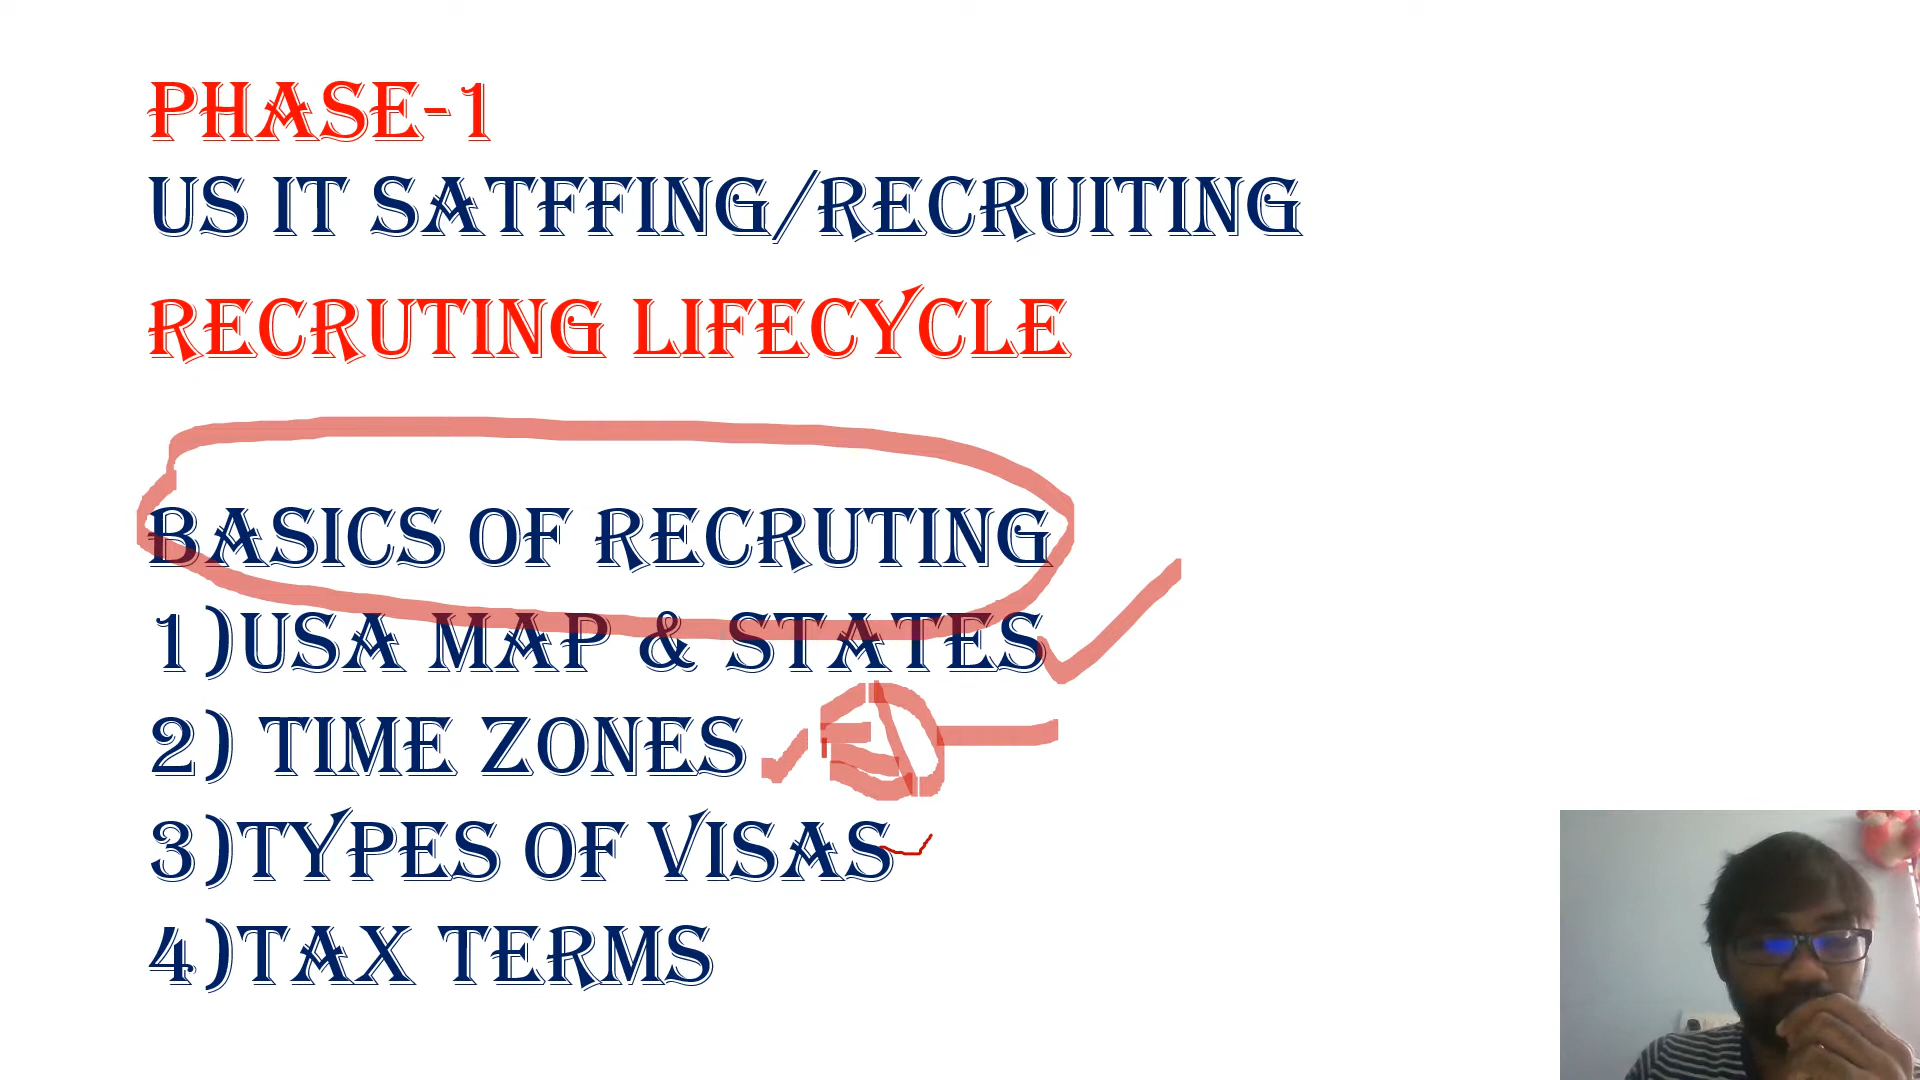 PHASE-1
US IT SATFFING/RECRUITING
RECRUTING LIFECYCLE
BASICS OF RECRUTING
1)USA MAP & STATES
2) TIME ZONES
3)TYPES OF VISAS
4)TAX TERMS